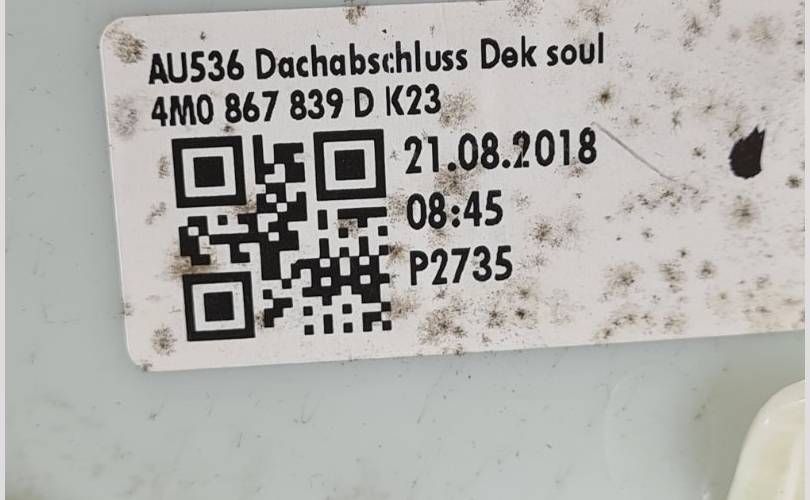 AU536 Dachabschluss Dek soul
4M0 867 839 D K23
21.08.2018
08:45
P2735